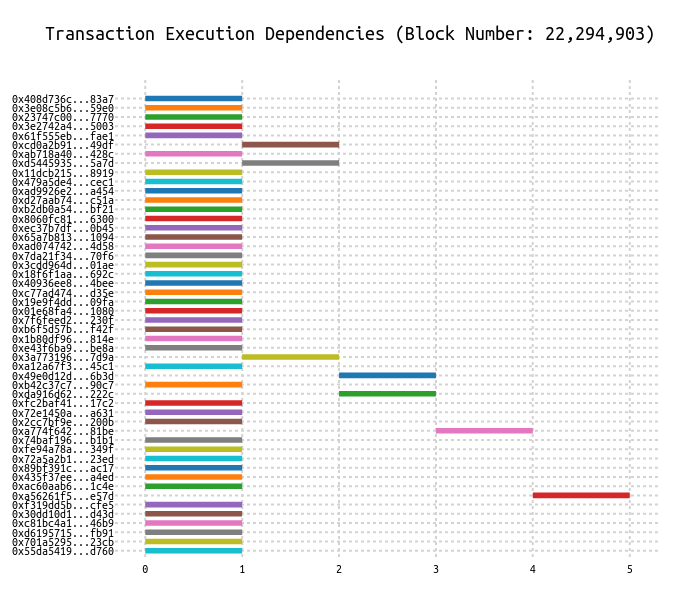 Transaction Execution Dependencies (Block Number: 22,294,903)
0x408d736c...83a7
0x3e08c5b6...59e0
0x23747c00...7770
0x3e2742a4...5003
0x61f555eb...fae1
0xcd0a2b91...49df
0xab718a40...428c
0xd5445935...5a7d
0x11dcb215...8919
0x479a5de4...cec1
0xad9926e2...a454
0xd27aab74...c51a
0xb2db0a54...bf21
0x8060fc81...6300
0xec37b7df...0b45
0x65a7b813...1094
0xad074742...4d58
0x7da21f34...70f6
0x3cdd964d...01ae
0x18f6f1aa...692c
0x40936ee8...4bee
0xc77ad474...d35e
0x19e9f4dd...09fa
0x01e68fa4...1080
0x7f6feed2...230f
0xb6f5d57b...f42f
0x1b80df96...814e
0xe43f6ba9...be8a
0x3a773196...7d9a
0xa12a67f3...45c1
0x49e0d12d...6b3d
0xb42c37c7...90c7
0xda916d62...222c
0xfc2baf41...17c2
0x72e1450a...a631
0x2cc7bf9e...200b
0xa774f642...81be
0x74baf196...b1b1
0xfe94a78a...349f
0x72a5a2b1...23ed
0x89bf391c...ac17
0x435f37ee...a4ed
0xac60aab6...1c4e
0xa56261f5...e57d
0xf319dd5b...cfe5
0x30dd10d1...d43d
0xc81bc4a1...46b9
0xd6195715...fb91
0x701a5295...23cb
0x55da5419...d760
0 1 2 3 4 5